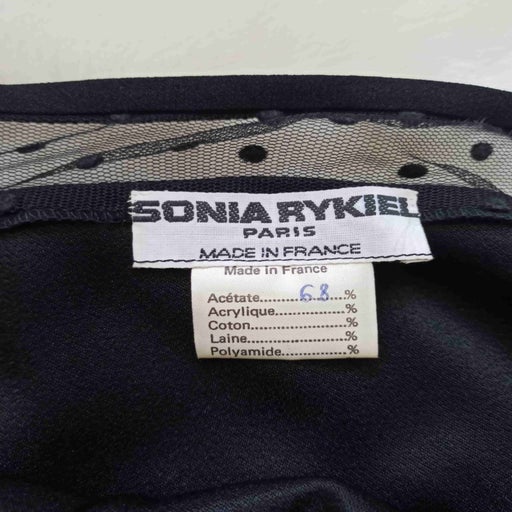 SONIA RYKIEL
PARIS
MADE IN FRANCE
Made in France
Acétate..........68...%
Acrylique...................%
Coton.........................%
Laine..........................%
Polyamide...............%